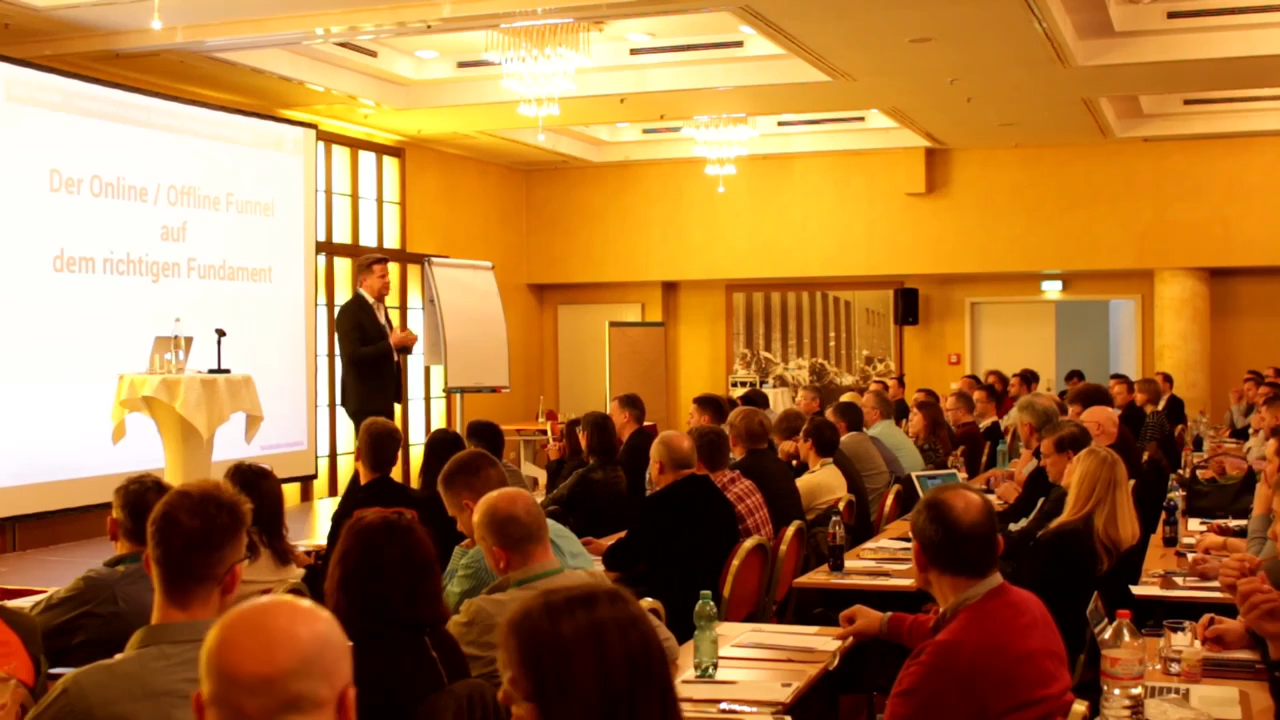 Der Online / Offline Funnel
auf
dem richtigen Fundament